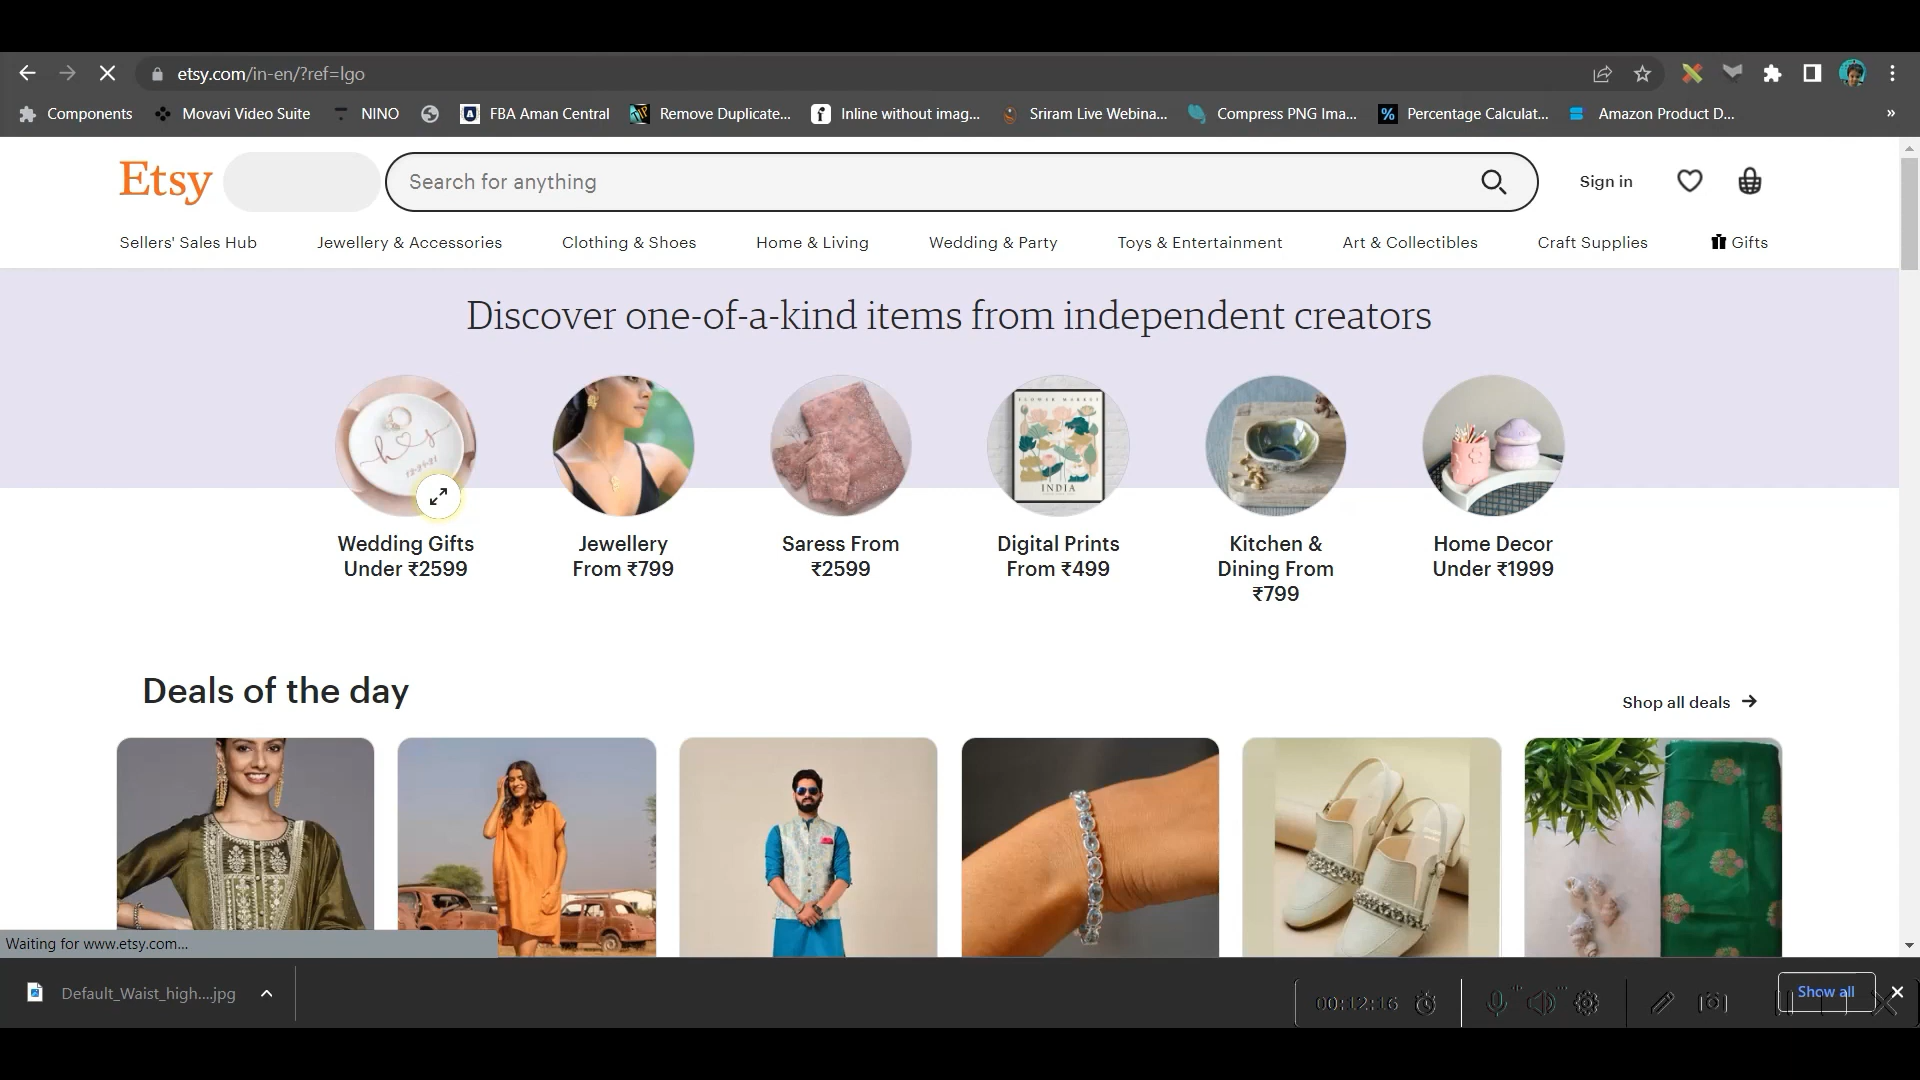 etsy.com/in-en/?ref=lgo
Components Movavi Video Suite NINO FBA Aman Central Remove Duplicate... Inline without imag... Sriram Live Webina... Compress PNG Ima... Percentage Calculat... Amazon Product D... »
Etsy Search for anything Sign in
Sellers' Sales Hub Jewellery & Accessories Clothing & Shoes Home & Living Wedding & Party Toys & Entertainment Art & Collectibles Craft Supplies Gifts
Discover one-of-a-kind items from independent creators
FLOWER MARKET
INDIA
Wedding Gifts
Under ₹2599
Jewellery
From ₹799
Saress From
₹2599
Digital Prints
From ₹499
Kitchen &
Dining From
₹799
Home Decor
Under ₹1999
Deals of the day
Shop all deals
Waiting for www.etsy.com...
Default_Waist_high....jpg
00:12:16
Show all